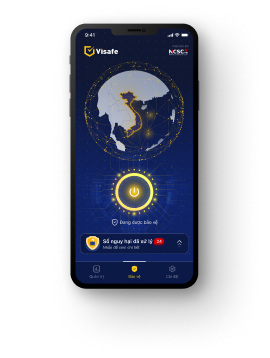 9:41
Visafe
NCSC
Đang được bảo vệ
Số nguy hại đã xử lý 24
Nhấn để xem chi tiết
Quản trị Bảo vệ Cài đặt